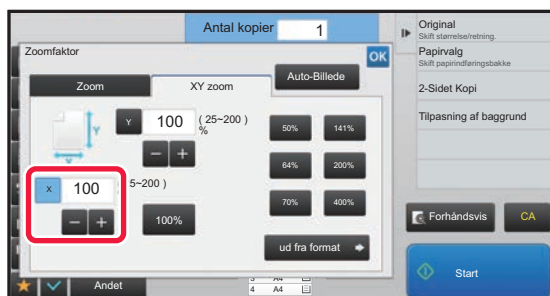 Antal kopier 1
Original
Skift størrelse/retning.
Papirvalg
Skift papirindføringsbakke
2-Sidet Kopi
Tilpasning af baggrund
Zoomfaktor
OK
Zoom
XY zoom
Auto-Billede
Y
X
Y 100 (25~200)
%
50% 141%
64% 200%
70% 400%
X 100 5~200 )
100%
ud fra format
Forhåndsvis
CA
Start
Andet
3 A4
4 A4